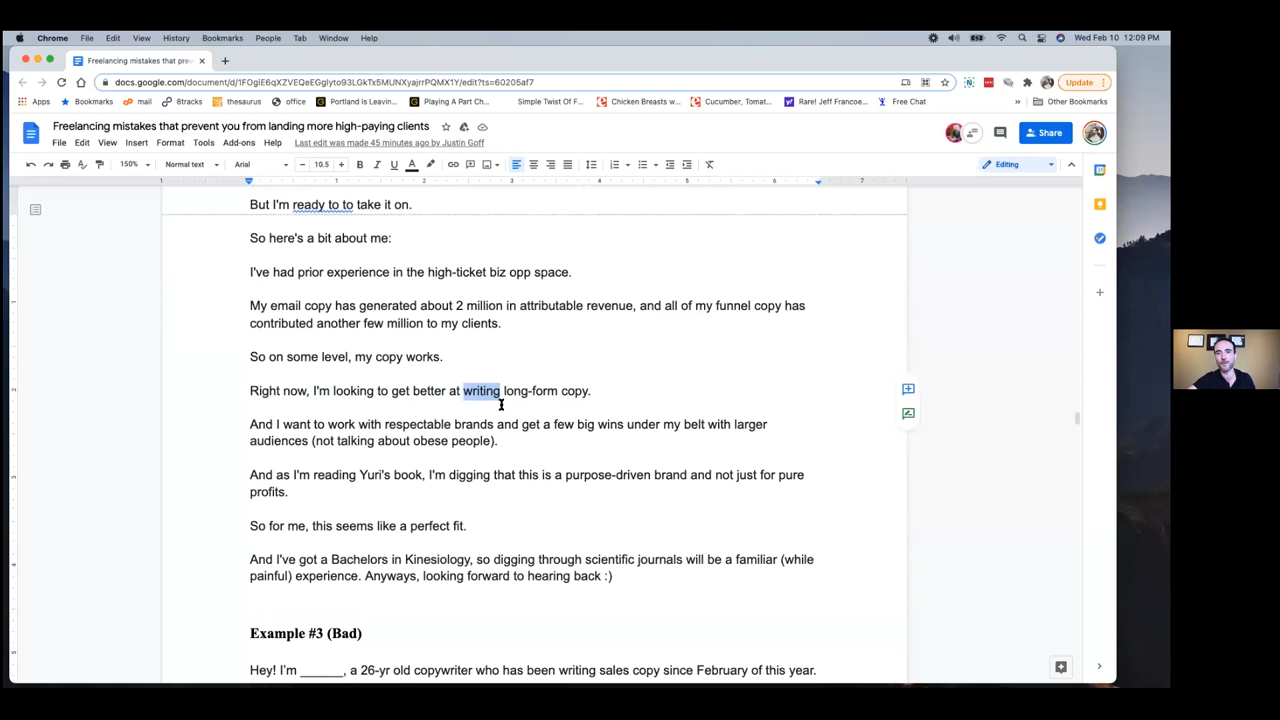 Chrome File Edit View History Bookmarks People Tab Window Help Wed Feb 10 12:09 PM
Freelancing mistakes that prev
docs.google.com/document/d/1FOgiE6qXZVEQeEGglyto93LGkTx5MUNXyajrrPQMX1Y/edit?ts=60205af7 Update
Apps Bookmarks mail 8tracks thesaurus office Portland Is Leavin... Playing A Part Ch... Simple Twist Of F... Chicken Breasts w... Cucumber, Tomat... Rare! Jeff Francoe... Free Chat » Other Bookmarks
Freelancing mistakes that prevent you from landing more high-paying clients
Share
File Edit View Insert Format Tools Add-ons Help Last edit was made 45 minutes ago by Justin Goff
150% Normal text Arial 10.5 Editing
1 1 2 3 4 5 6 7
But I'm ready to to take it on.
So here's a bit about me:
I've had prior experience in the high-ticket biz opp space.
My email copy has generated about 2 million in attributable revenue, and all of my funnel copy has
contributed another few million to my clients.
So on some level, my copy works.
Right now, I'm looking to get better at writing long-form copy.
And I want to work with respectable brands and get a few big wins under my belt with larger
audiences (not talking about obese people).
And as I'm reading Yuri's book, I'm digging that this is a purpose-driven brand and not just for pure
profits.
So for me, this seems like a perfect fit.
And I've got a Bachelors in Kinesiology, so digging through scientific journals will be a familiar (while
painful) experience. Anyways, looking forward to hearing back :)
Example #3 (Bad)
Hey! I'm ______, a 26-yr old copywriter who has been writing sales copy since February of this year.